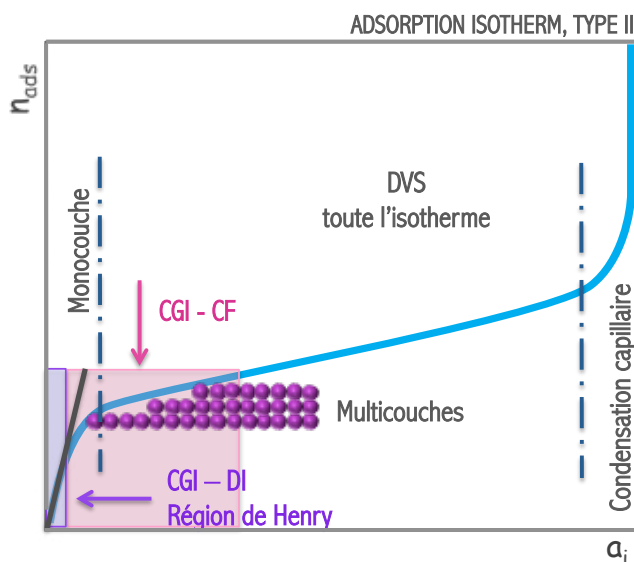 ADSORPTION ISOTHERM, TYPE II
nads
Monocouche
DVS
toute l'isotherme
CGI - CF
Multicouches
Condensation capillaire
CGI – DI
Région de Henry
ai